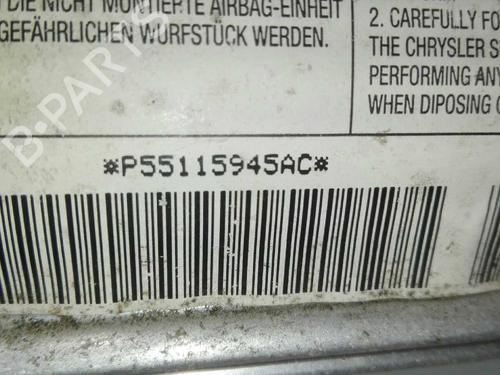 DIE NICHT MONTIERTE AIRBAG-EINHEIT
GEFÄHRLICHEN WURFSTÜCK WERDEN.
2. CAREFULLY FO
THE CHRYSLER S
PERFORMING ANY
WHEN DIPOSING O
B-PARTS
*P55115945AC*